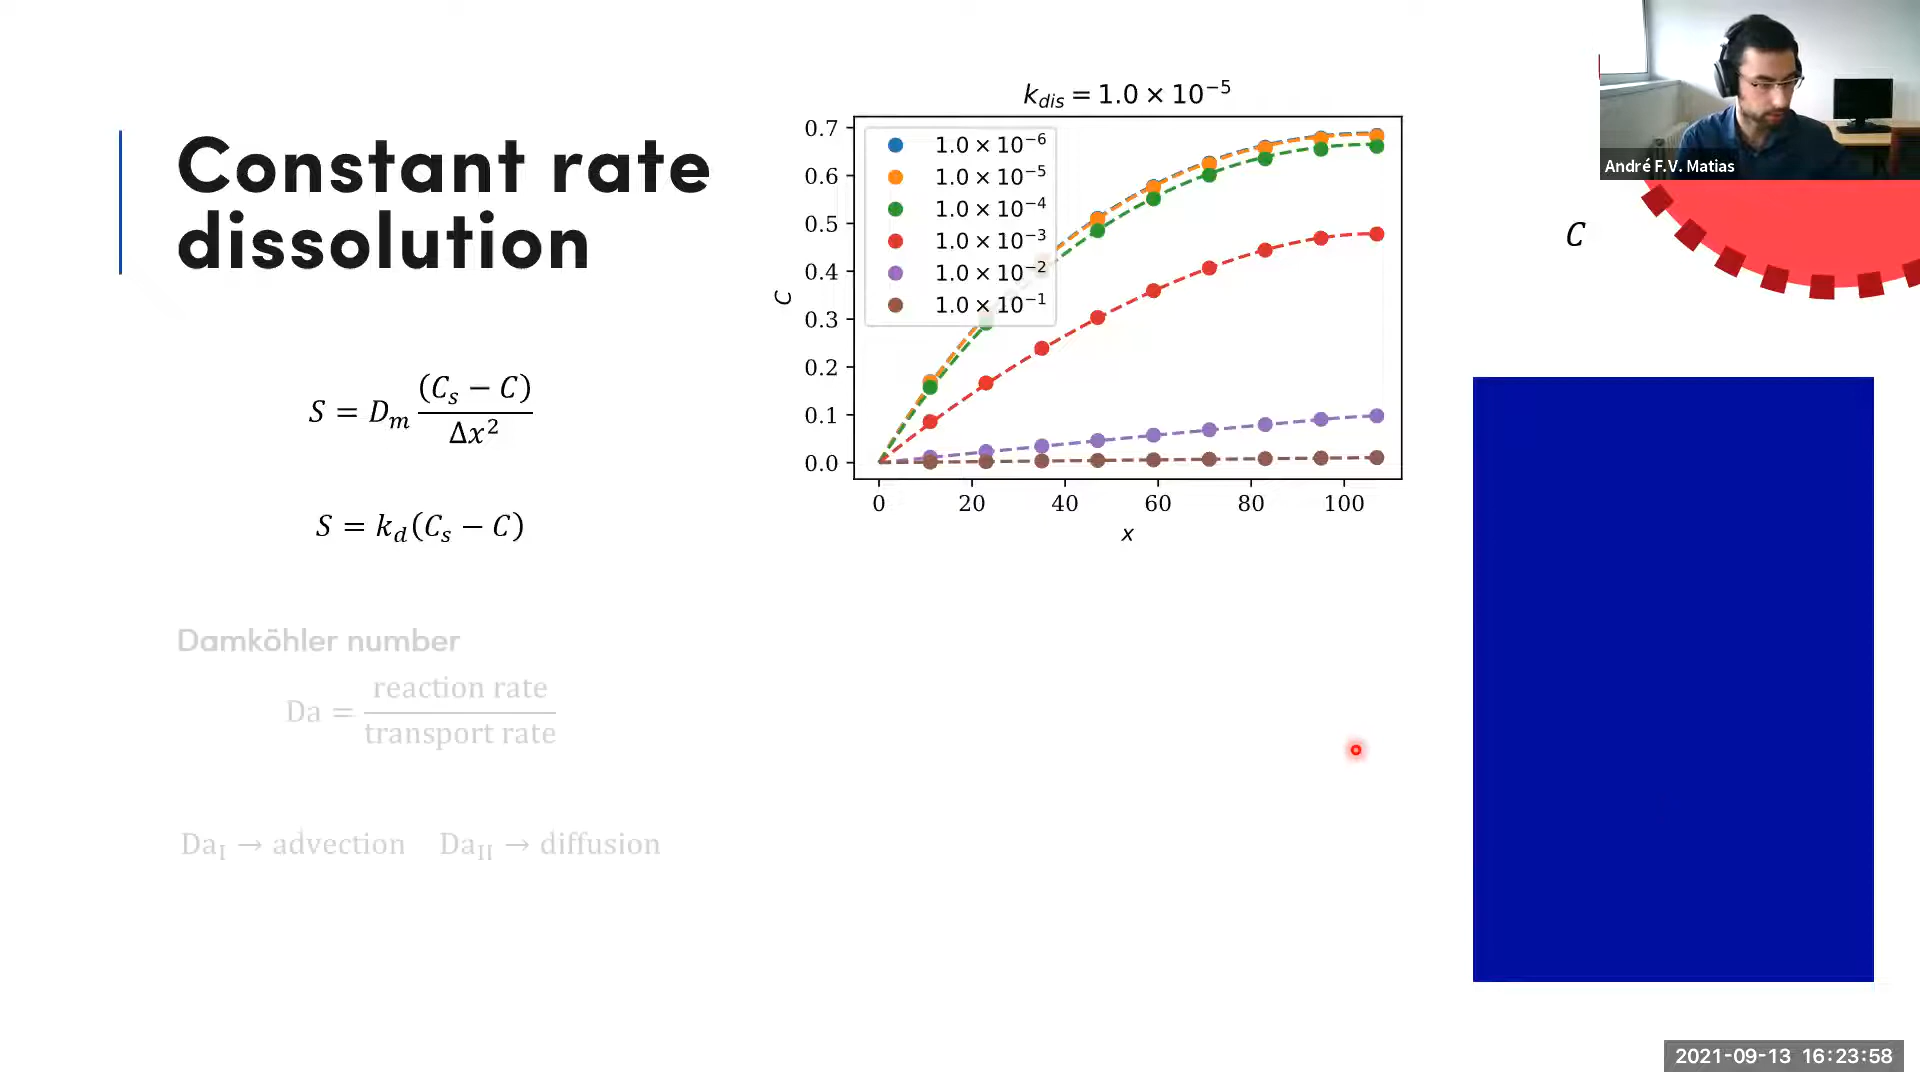 Constant rate
dissolution
S = D_m (C_s − C) / Δx²
S = k_d(C_s − C)
Damköhler number
Da = reaction rate / transport rate
Da_I → advection Da_II → diffusion
k_dis = 1.0 × 10⁻⁵
1.0 × 10⁻⁶
1.0 × 10⁻⁵
1.0 × 10⁻⁴
1.0 × 10⁻³
1.0 × 10⁻²
1.0 × 10⁻¹
0.7
0.6
0.5
0.4
0.3
0.2
0.1
0.0
C
0 20 40 60 80 100
x
C
André F.V. Matias
2021-09-13 16:23:58